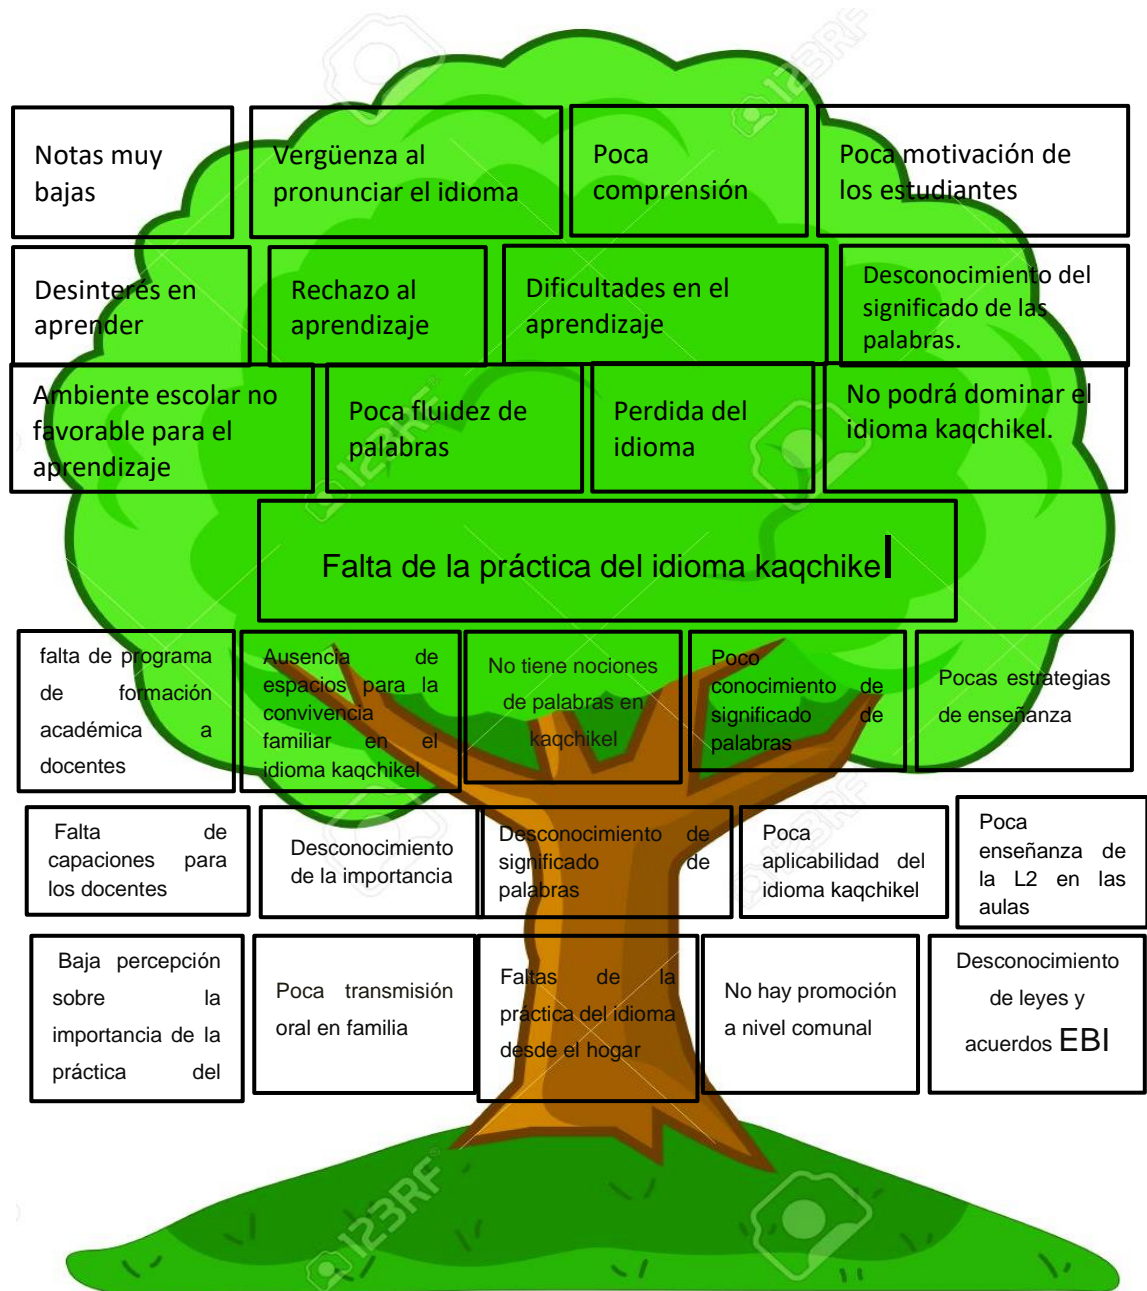 Notas muy
bajas
Vergüenza al
pronunciar el idioma
Poca
comprensión
Poca motivación de
los estudiantes
Desinterés en
aprender
Rechazo al
aprendizaje
Dificultades en el
aprendizaje
Desconocimiento del
significado de las
palabras.
Ambiente escolar no
favorable para el
aprendizaje
Poca fluidez de
palabras
Perdida del
idioma
No podrá dominar el
idioma kaqchikel.
Falta de la práctica del idioma kaqchikel
falta de programa
de formación
académica a
docentes
Ausencia de
espacios para la
convivencia
familiar en el
idioma kaqchikel
No tiene nociones
de palabras en
kaqchikel
Poco
conocimiento de
significado de
palabras
Pocas estrategias
de enseñanza
Falta de
capaciones para
los docentes
Desconocimiento
de la importancia
Desconocimiento de
significado de
palabras
Poca
aplicabilidad del
idioma kaqchikel
Poca
enseñanza de
la L2 en las
aulas
Baja percepción
sobre la
importancia de la
práctica del
Poca transmisión
oral en familia
Faltas de la
práctica del idioma
desde el hogar
No hay promoción
a nivel comunal
Desconocimiento
de leyes y
acuerdos EBI
123RF
123RF
123RF
123RF
123RF